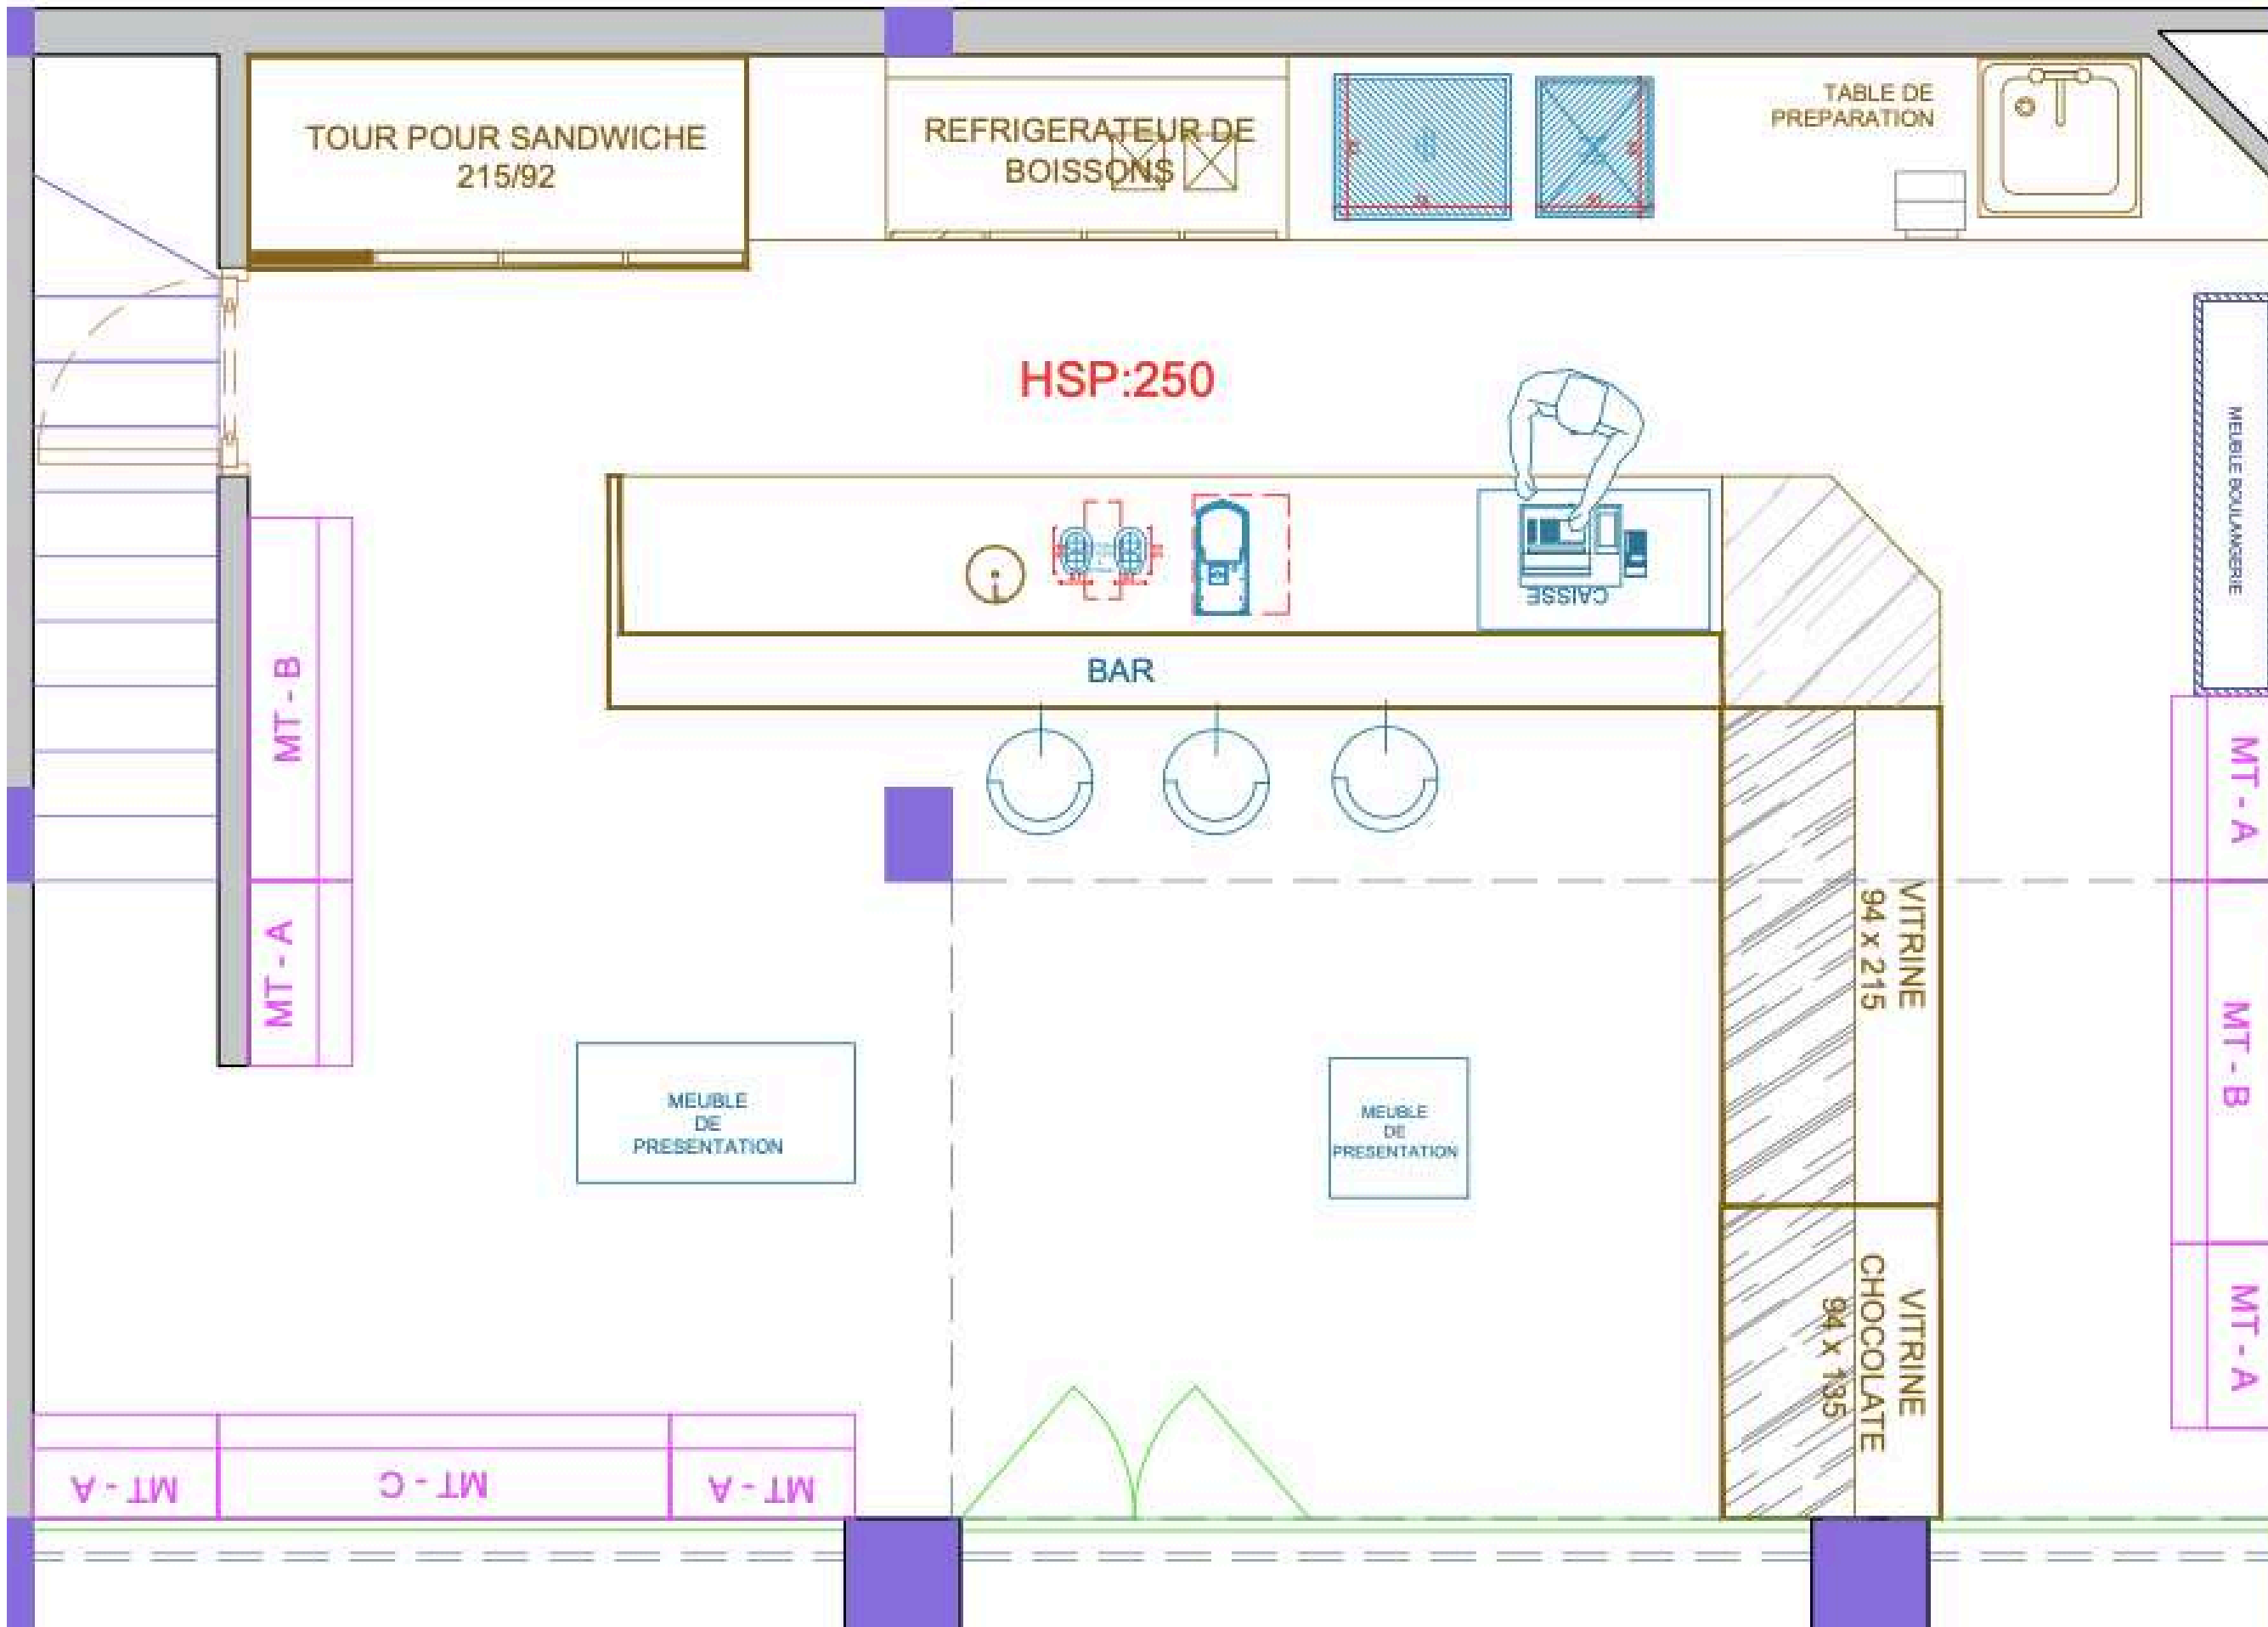 TOUR POUR SANDWICHE
215/92
REFRIGERATEUR DE
BOISSONS
TABLE DE
PREPARATION
HSP:250
MEUBLE BOULANGERIE
CAISSE
BAR
MT - B
MT - A
MT - A
VITRINE
94 x 215
MT - B
MEUBLE
DE
PRESENTATION
MEUBLE
DE
PRESENTATION
VITRINE
CHOCOLATE
94 x 135
MT - A
MT - A
MT - C
MT - A